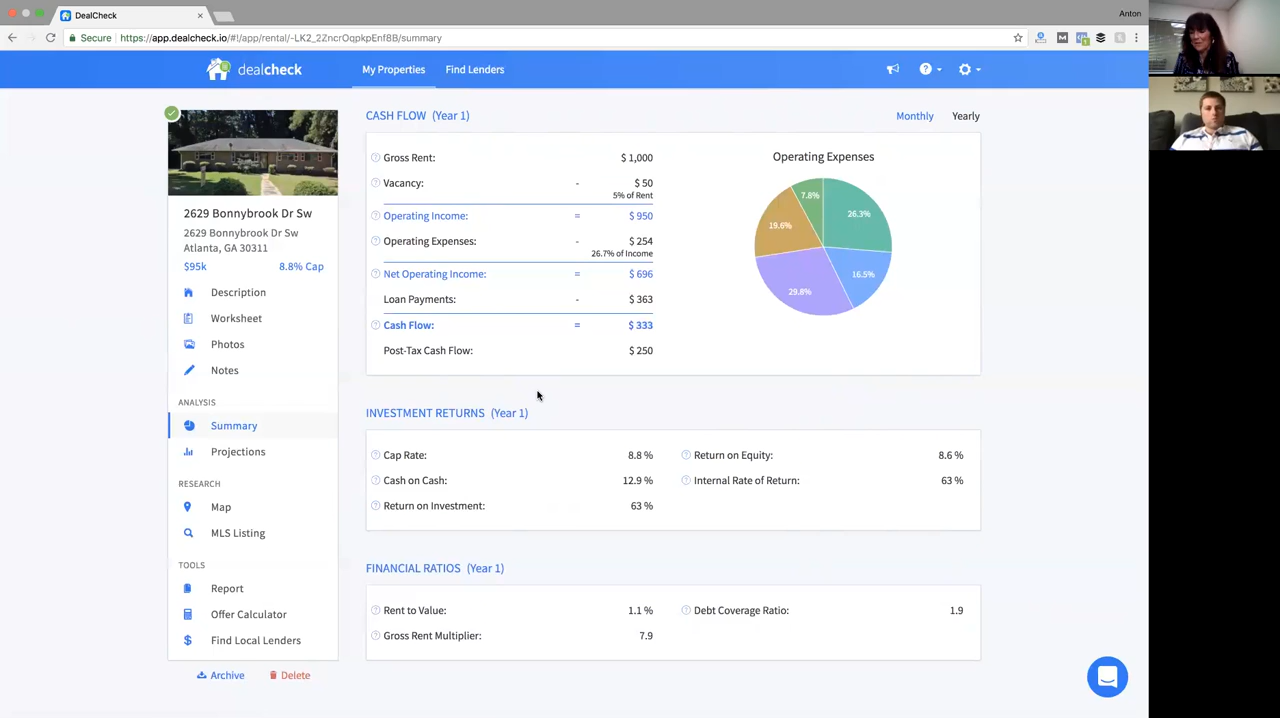 DealCheck
Anton
Secure https://app.dealcheck.io/#!/app/rental/-LK2_2ZncrOqpkpEnf8B/summary
dealcheck
My Properties
Find Lenders
2629 Bonnybrook Dr Sw
2629 Bonnybrook Dr Sw
Atlanta, GA 30311
$95k 8.8% Cap
Description
Worksheet
Photos
Notes
ANALYSIS
Summary
Projections
RESEARCH
Map
MLS Listing
TOOLS
Report
Offer Calculator
Find Local Lenders
Archive Delete
CASH FLOW (Year 1)
Monthly Yearly
Gross Rent: $ 1,000
Vacancy: - $ 50
5% of Rent
Operating Income: = $ 950
Operating Expenses: - $ 254
26.7% of Income
Net Operating Income: = $ 696
Loan Payments: - $ 363
Cash Flow: = $ 333
Post-Tax Cash Flow: $ 250
Operating Expenses
7.8%
26.3%
19.6%
16.5%
29.8%
INVESTMENT RETURNS (Year 1)
Cap Rate: 8.8 %
Return on Equity: 8.6 %
Cash on Cash: 12.9 %
Internal Rate of Return: 63 %
Return on Investment: 63 %
FINANCIAL RATIOS (Year 1)
Rent to Value: 1.1 %
Debt Coverage Ratio: 1.9
Gross Rent Multiplier: 7.9